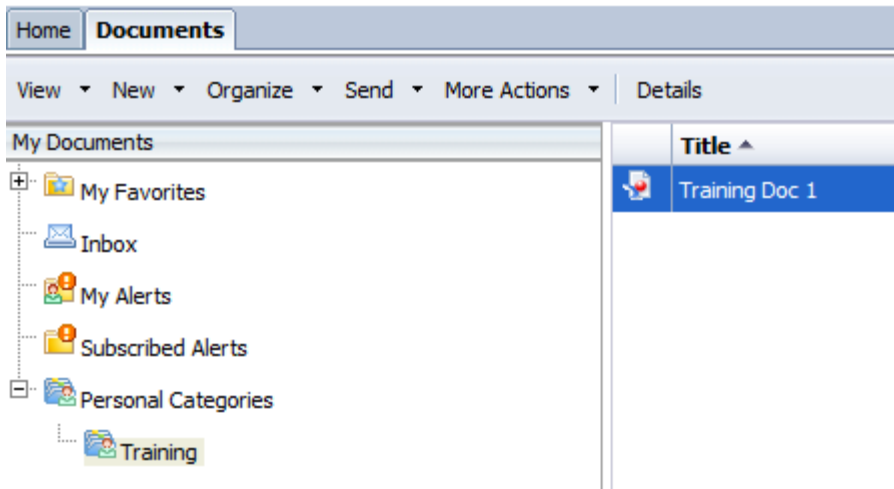 Home Documents
View New Organize Send More Actions Details
My Documents
Title
My Favorites
Training Doc 1
Inbox
My Alerts
Subscribed Alerts
Personal Categories
Training